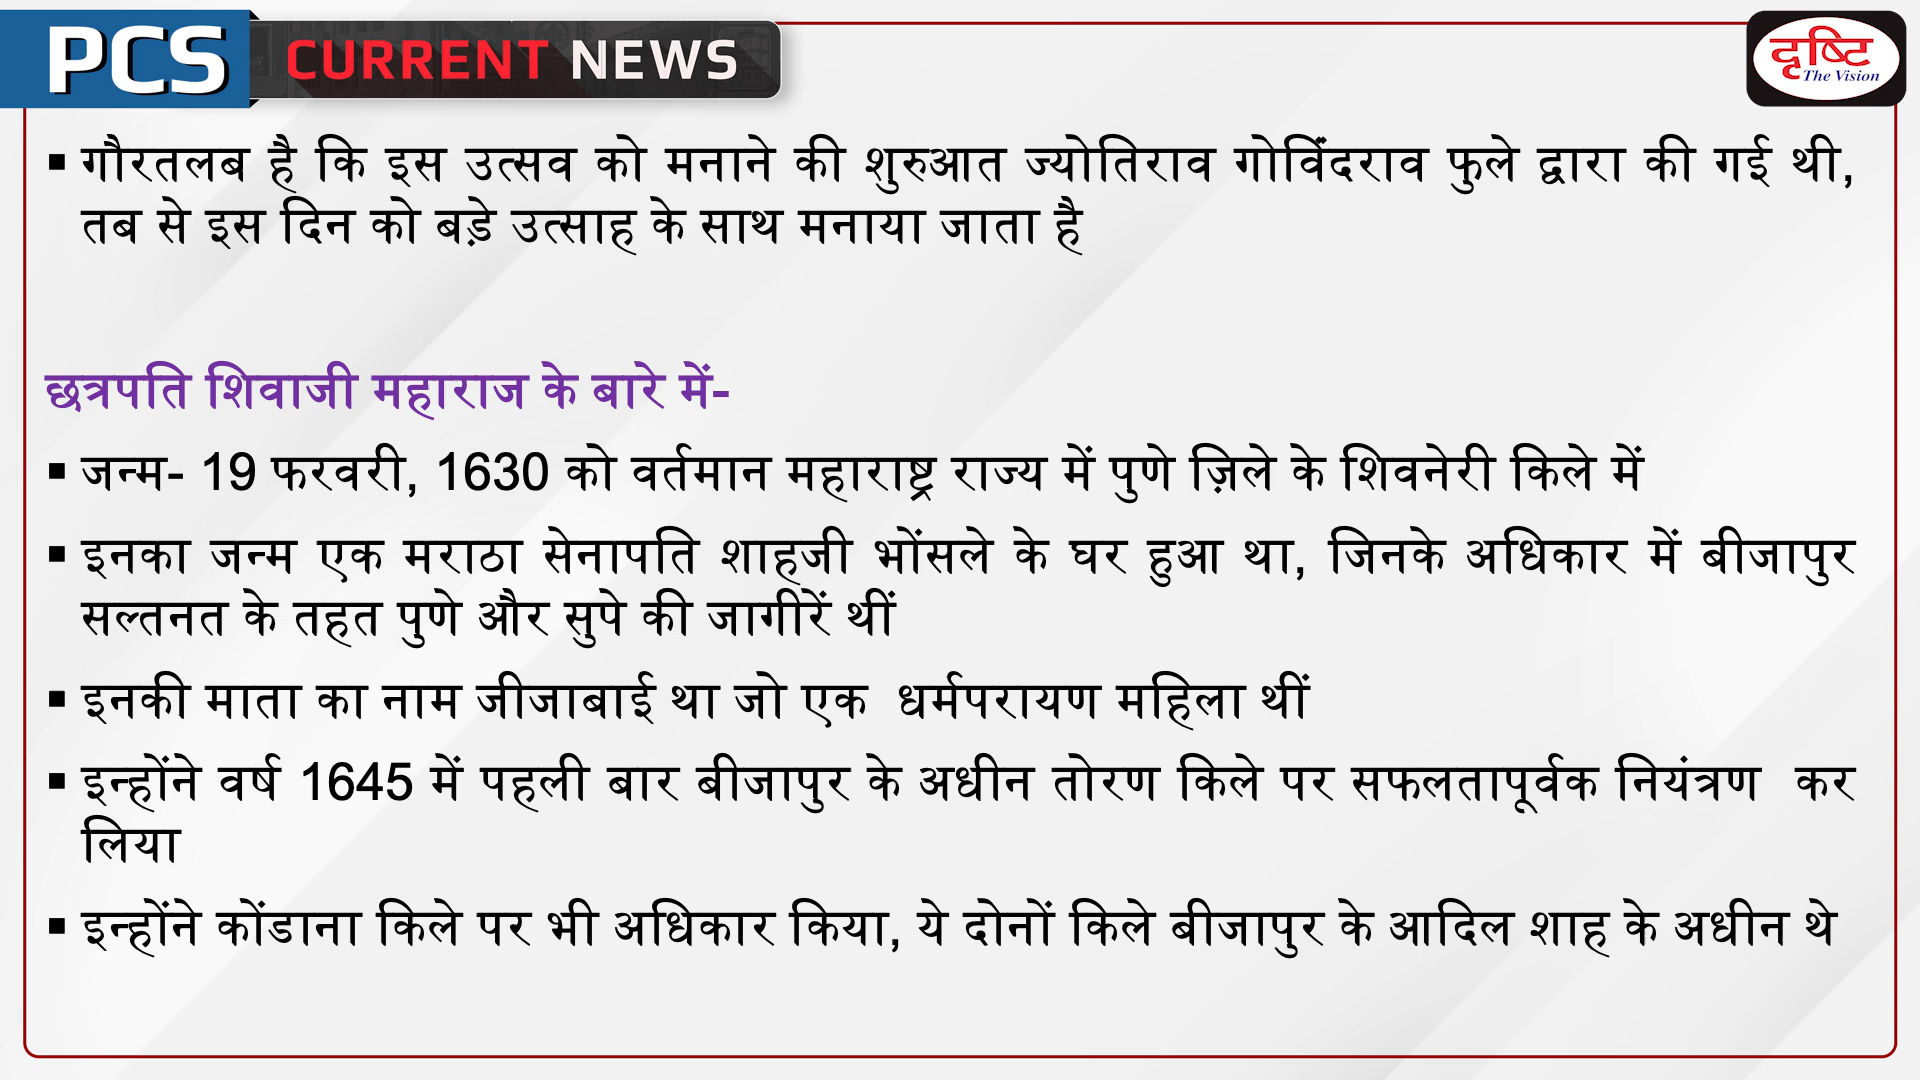 PCS CURRENT NEWS
दृष्टि
The Vision
▪ गौरतलब है कि इस उत्सव को मनाने की शुरुआत ज्योतिराव गोविंदराव फुले द्वारा की गई थी,
तब से इस दिन को बड़े उत्साह के साथ मनाया जाता है
छत्रपति शिवाजी महाराज के बारे में-
▪ जन्म- 19 फरवरी, 1630 को वर्तमान महाराष्ट्र राज्य में पुणे ज़िले के शिवनेरी किले में
▪ इनका जन्म एक मराठा सेनापति शाहजी भोंसले के घर हुआ था, जिनके अधिकार में बीजापुर
सल्तनत के तहत पुणे और सुपे की जागीरें थीं
▪ इनकी माता का नाम जीजाबाई था जो एक धर्मपरायण महिला थीं
▪ इन्होंने वर्ष 1645 में पहली बार बीजापुर के अधीन तोरण किले पर सफलतापूर्वक नियंत्रण कर
लिया
▪ इन्होंने कोंडाना किले पर भी अधिकार किया, ये दोनों किले बीजापुर के आदिल शाह के अधीन थे